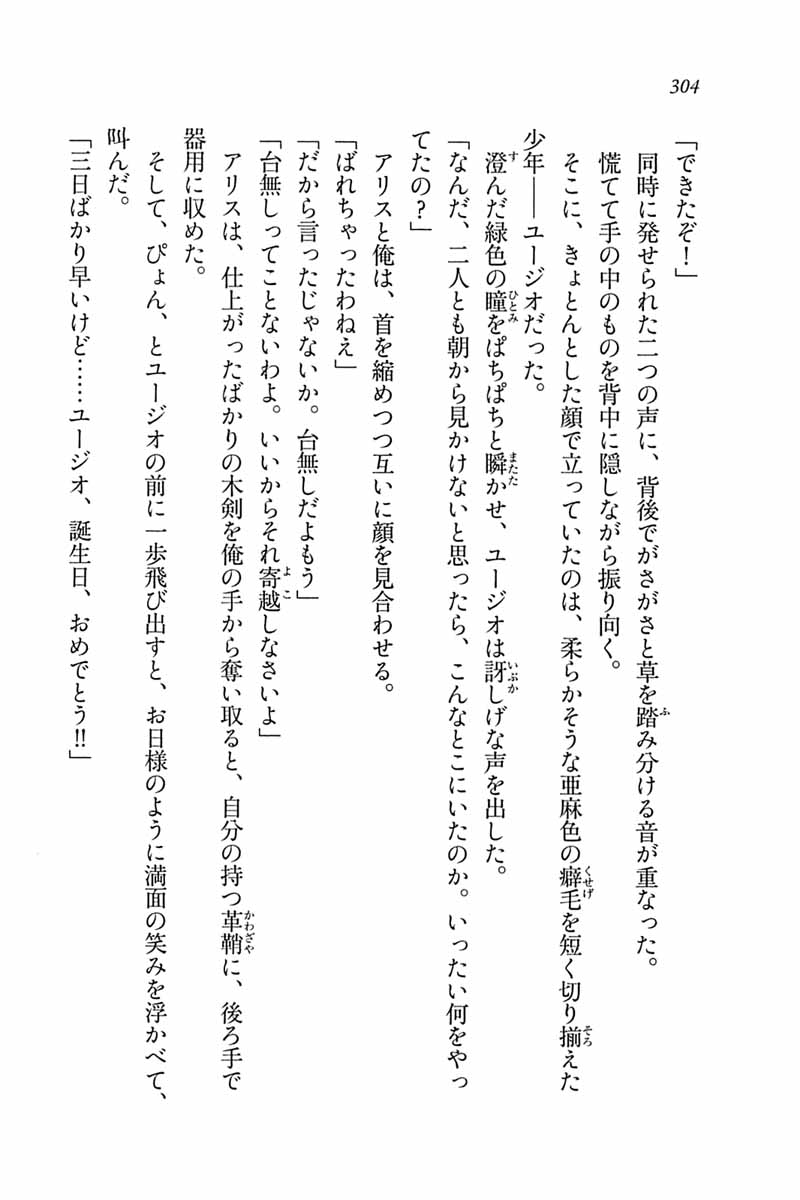 304
「できたぞ！」
同時に発せられた二つの声に、背後でがさがさと草を踏み分ける音が重なった。
慌てて手の中のものを背中に隠しながら振り向く。
そこに、きょとんとした顔で立っていたのは、柔らかそうな亜麻色の癖毛を短く切り揃えた
少年――ユージオだった。
澄んだ緑色の瞳をぱちぱちと瞬かせ、ユージオは訝しげな声を出した。
「なんだ、二人とも朝から見かけないと思ったら、こんなとこにいたのか。いったい何をやっ
てたの？」
アリスと俺は、首を縮めつつ互いに顔を見合わせる。
「ばれちゃったわねえ」
「だから言ったじゃないか。台無しだよもう」
「台無しってことないわよ。いいからそれ寄越しなさいよ」
アリスは、仕上がったばかりの木剣を俺の手から奪い取ると、自分の持つ革鞘に、後ろ手で
器用に収めた。
そして、ぴょん、とユージオの前に一歩飛び出すと、お日様のように満面の笑みを浮かべて、
叫んだ。
「三日ばかり早いけど……ユージオ、誕生日、おめでとう!!」